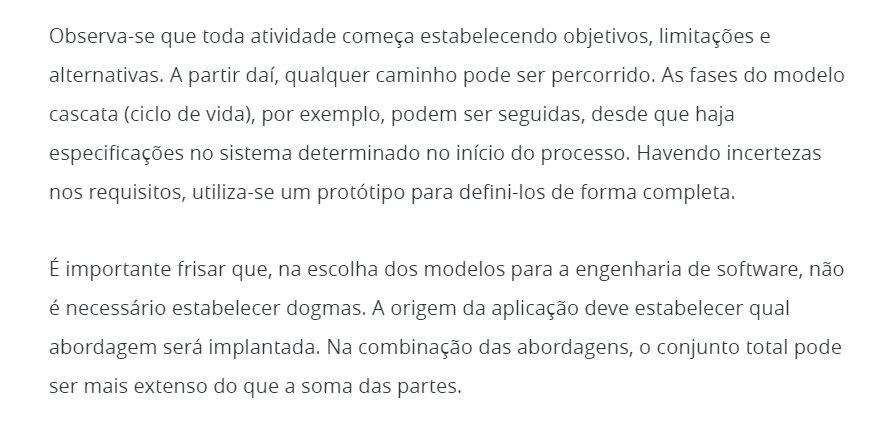 Observa-se que toda atividade começa estabelecendo objetivos, limitações e
alternativas. A partir daí, qualquer caminho pode ser percorrido. As fases do modelo
cascata (ciclo de vida), por exemplo, podem ser seguidas, desde que haja
especificações no sistema determinado no início do processo. Havendo incertezas
nos requisitos, utiliza-se um protótipo para defini-los de forma completa.
É importante frisar que, na escolha dos modelos para a engenharia de software, não
é necessário estabelecer dogmas. A origem da aplicação deve estabelecer qual
abordagem será implantada. Na combinação das abordagens, o conjunto total pode
ser mais extenso do que a soma das partes.